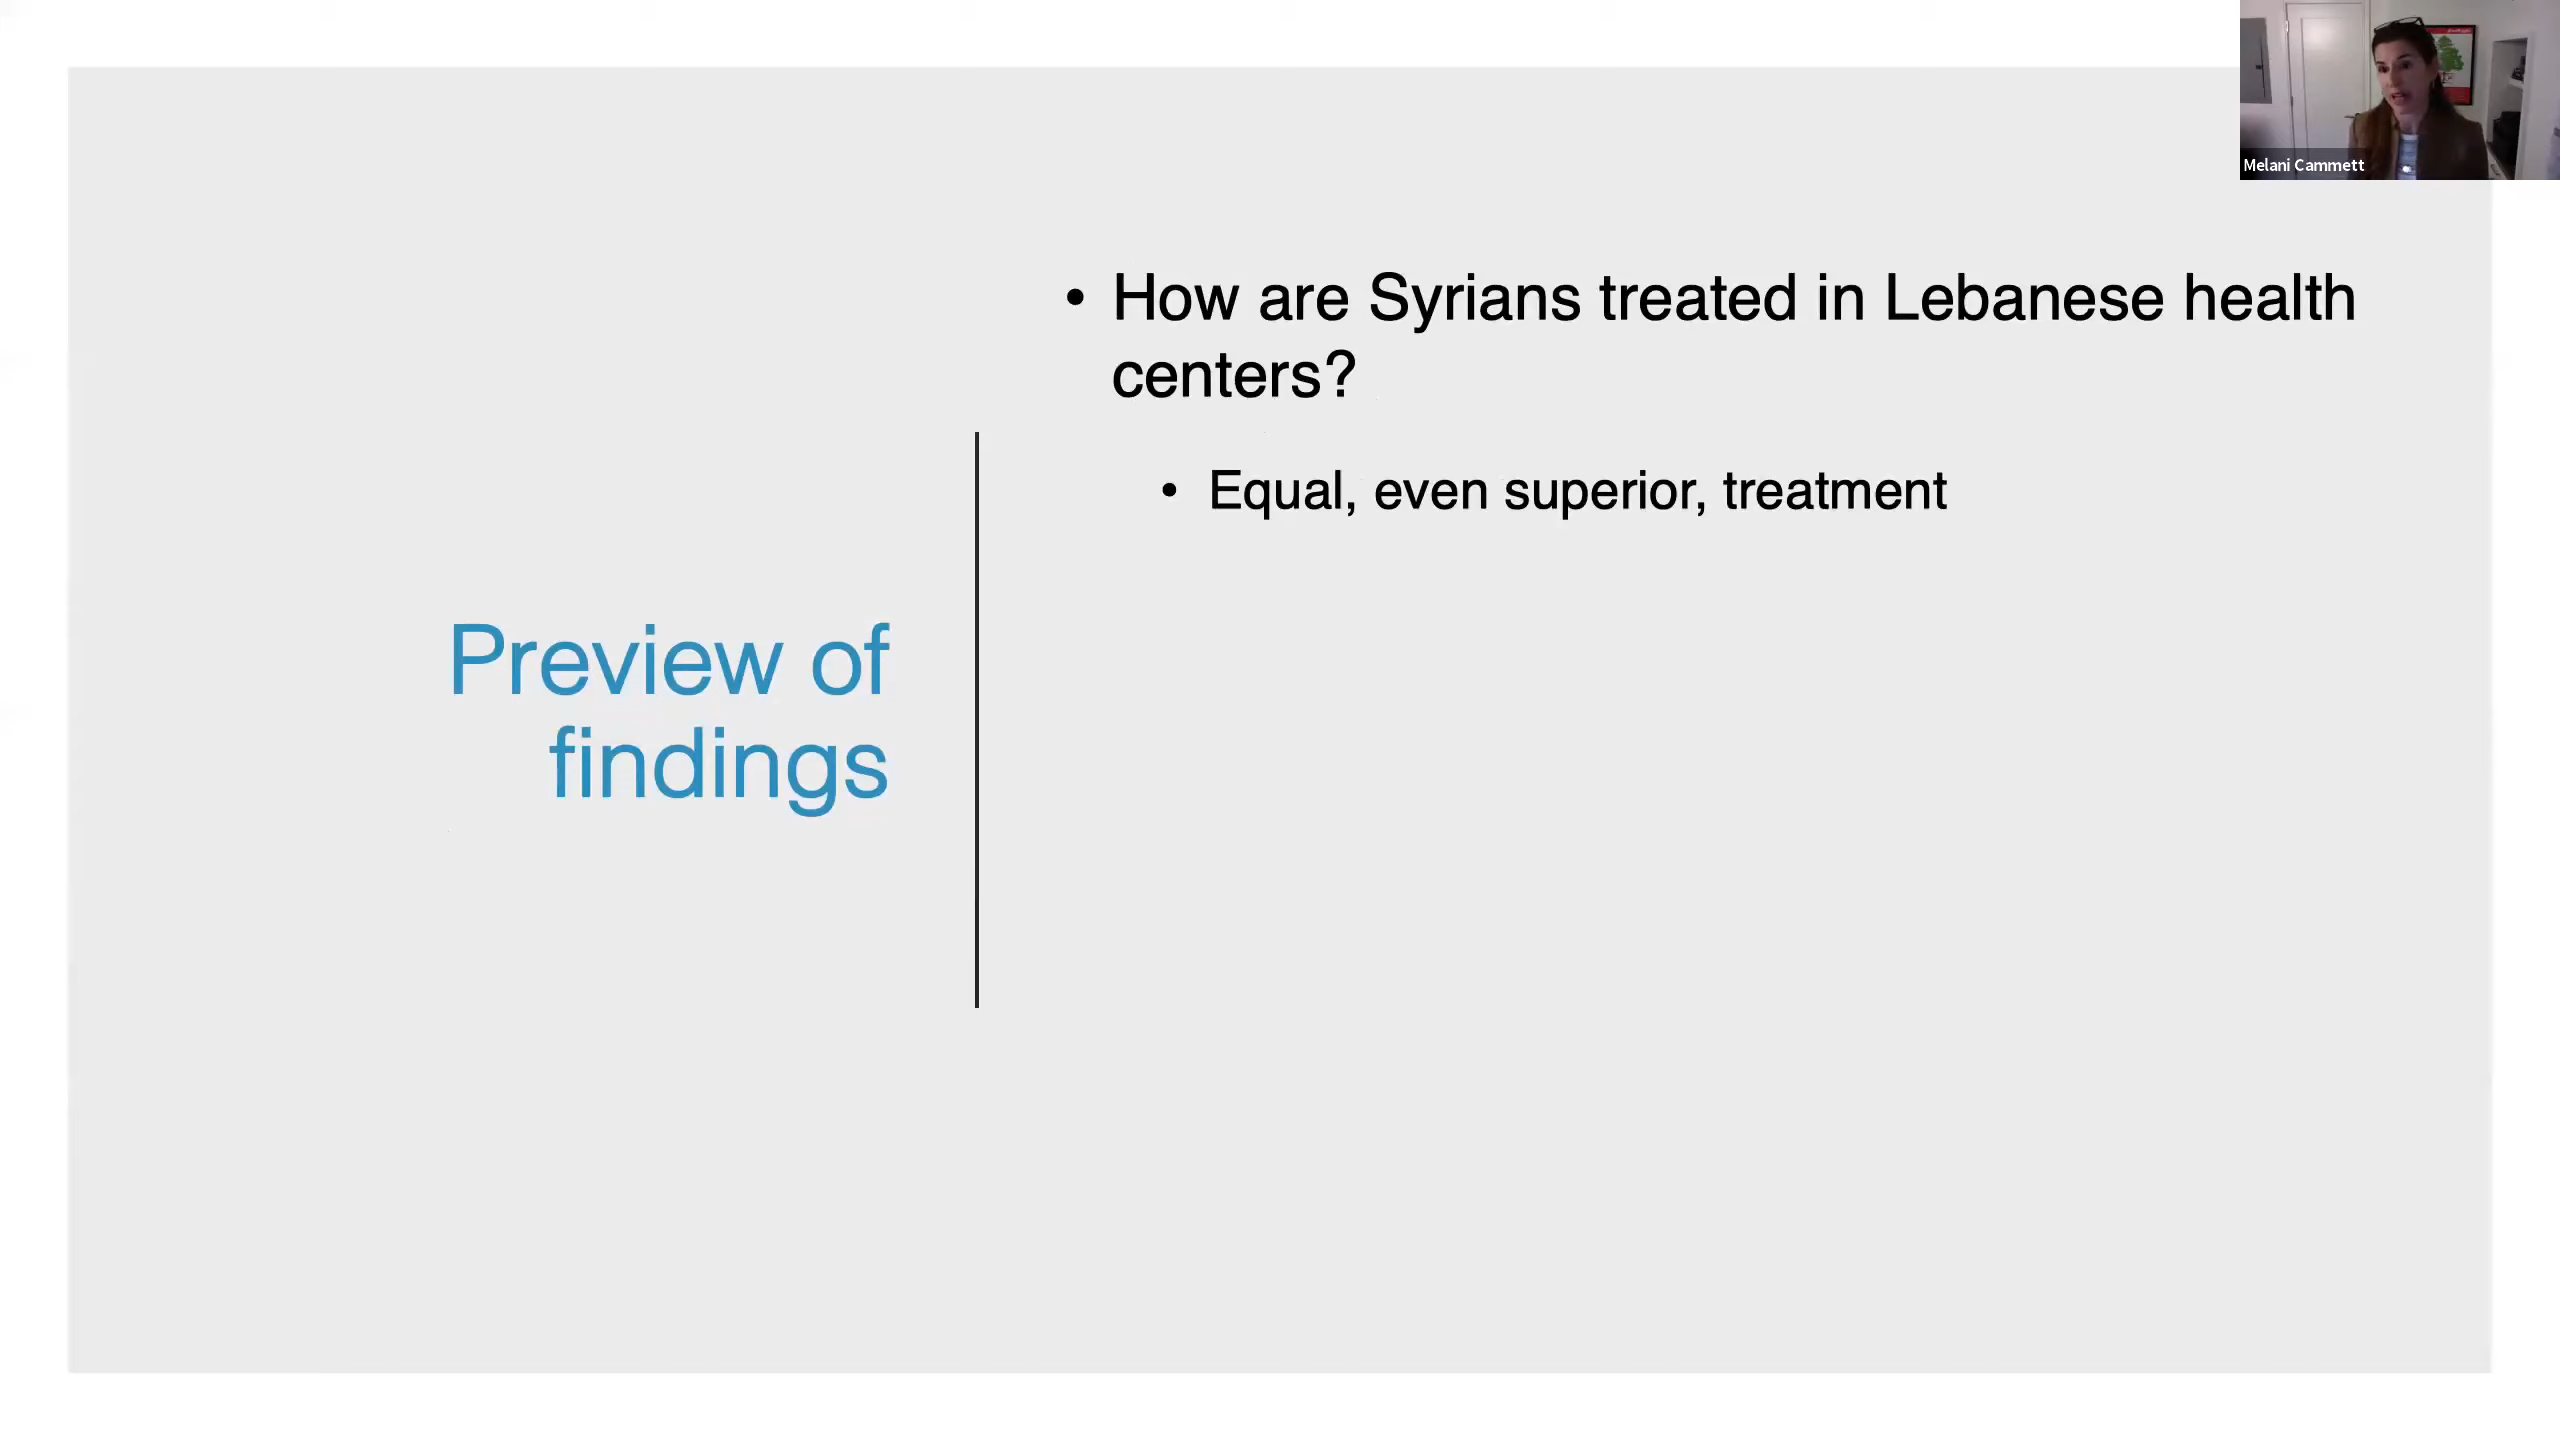 Melani Cammett
• How are Syrians treated in Lebanese health
centers?
• Equal, even superior, treatment
Preview of
findings